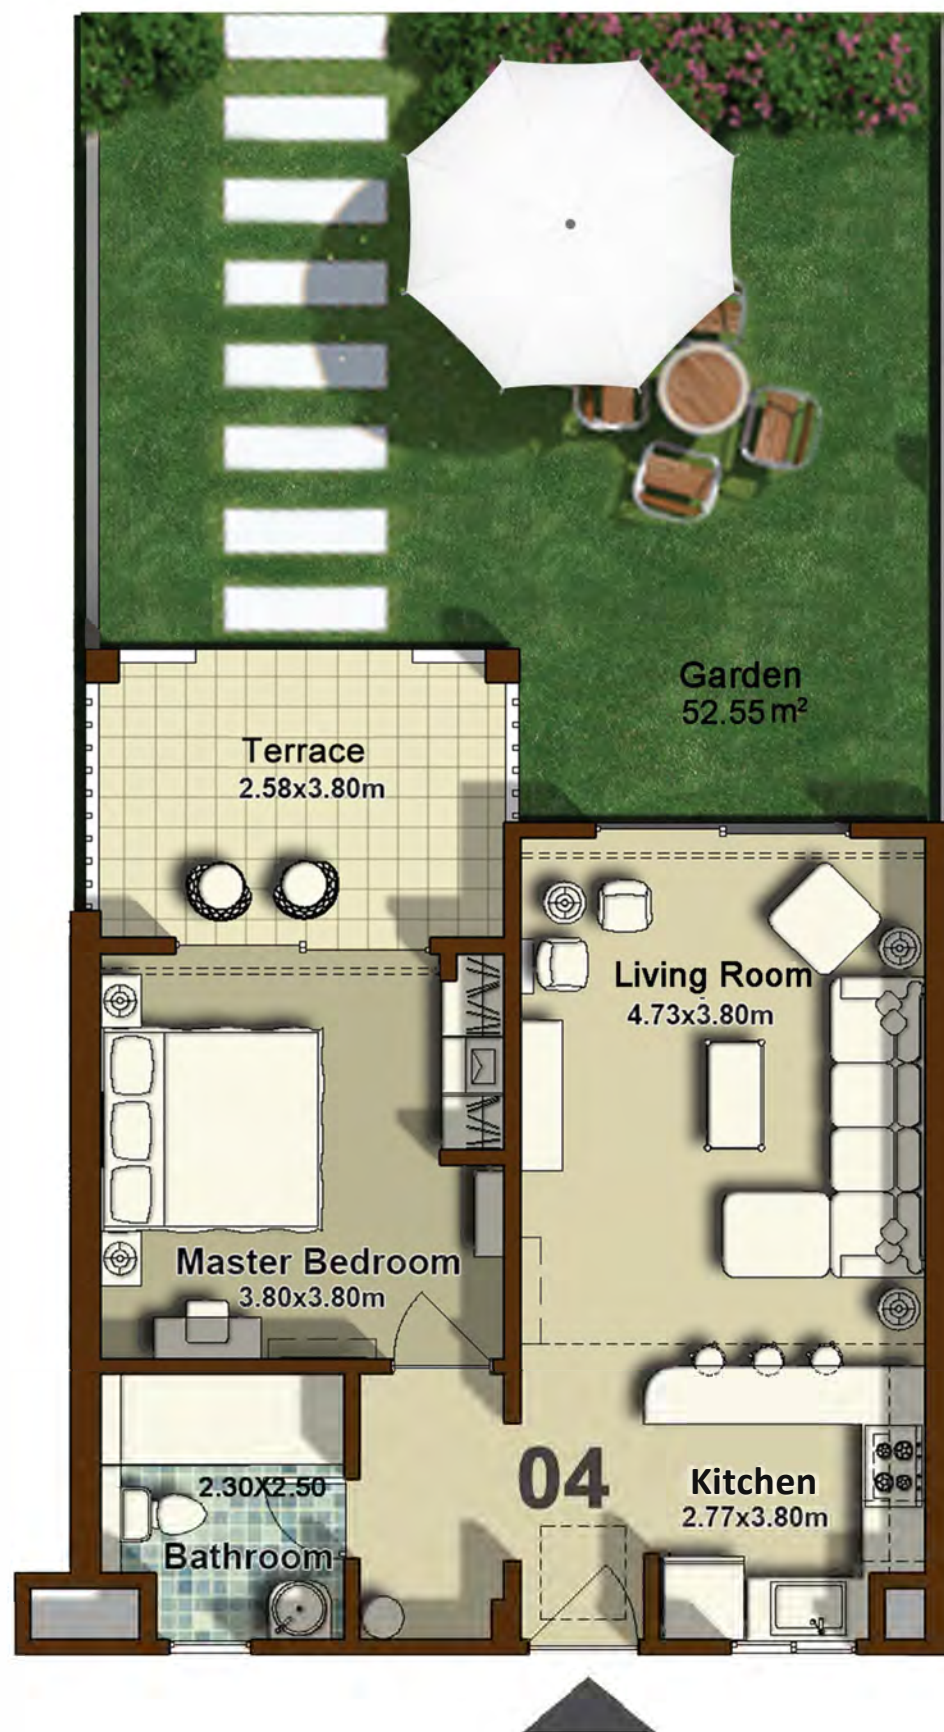 Garden
52.55 m²
Terrace
2.58x3.80m
Living Room
4.73x3.80m
Master Bedroom
3.80x3.80m
04
Kitchen
2.77x3.80m
2.30X2.50
Bathroom